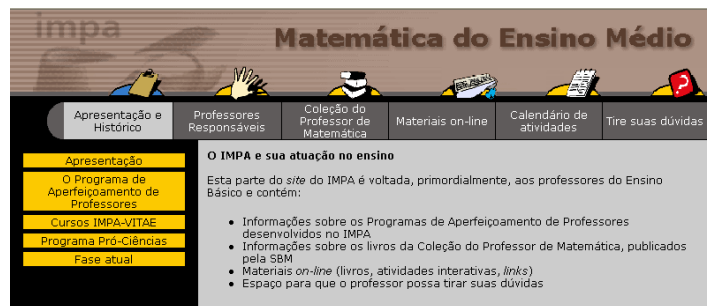 impa
Matemática do Ensino Médio
Apresentação e
Histórico
Professores
Responsáveis
Coleção do
Professor de
Matemática
Materiais on-line
Calendário de
atividades
Tire suas dúvidas
Apresentação
O Programa de
Aperfeiçoamento de
Professores
Cursos IMPA-VITAE
Programa Pró-Ciências
Fase atual
O IMPA e sua atuação no ensino
Esta parte do site do IMPA é voltada, primordialmente, aos professores do Ensino
Básico e contém:
Informações sobre os Programas de Aperfeiçoamento de Professores
desenvolvidos no IMPA
Informações sobre os livros da Coleção do Professor de Matemática, publicados
pela SBM
Materiais on-line (livros, atividades interativas, links)
Espaço para que o professor possa tirar suas dúvidas